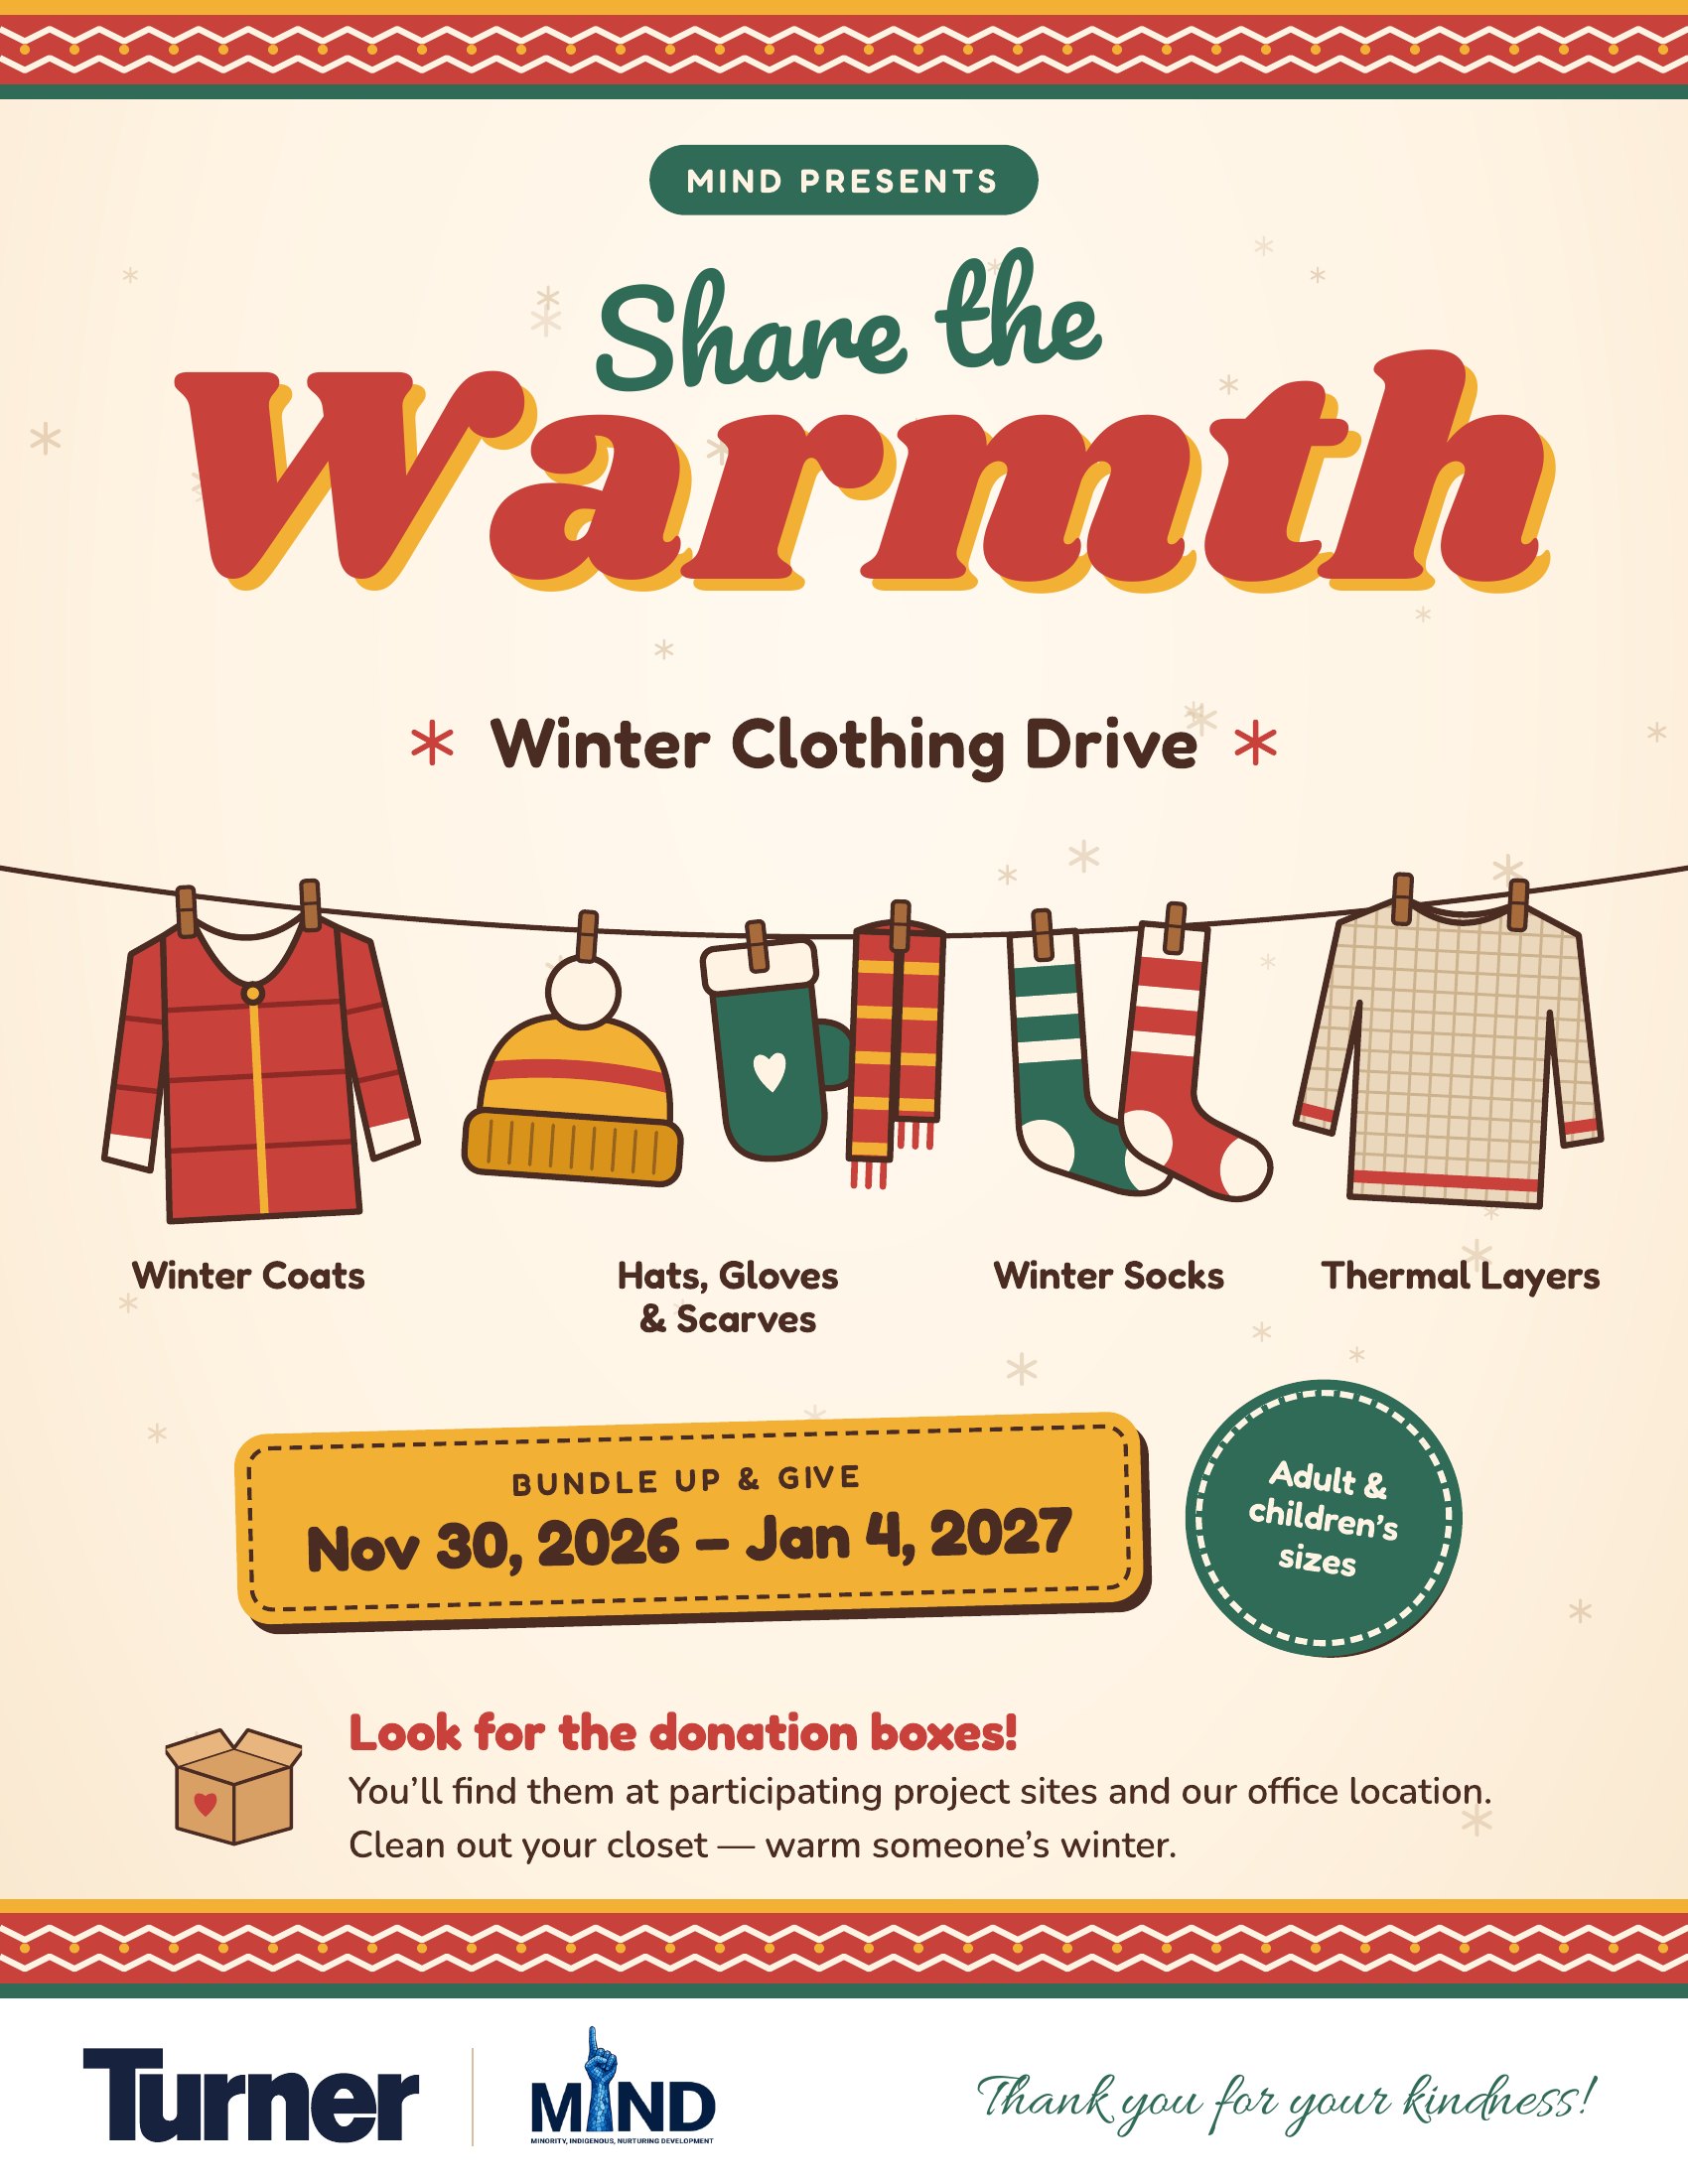 MIND PRESENTS
Share the
Warmth
Winter Clothing Drive
Winter Coats
Hats, Gloves
& Scarves
Winter Socks
Thermal Layers
BUNDLE UP & GIVE
Nov 30, 2026 – Jan 4, 2027
Adult &
children's
sizes
Look for the donation boxes!
You'll find them at participating project sites and our office location.
Clean out your closet — warm someone's winter.
Turner
MIND
MINORITY, INDIGENOUS, NURTURING DEVELOPMENT
Thank you for your kindness!